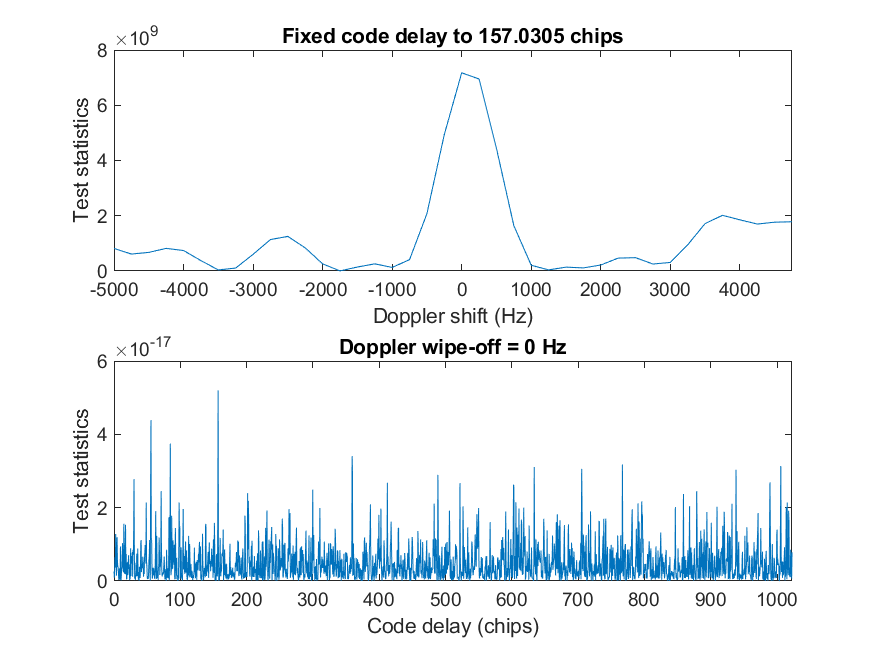 ×10^9
Fixed code delay to 157.0305 chips
8
6
4
2
0
Test statistics
-5000 -4000 -3000 -2000 -1000 0 1000 2000 3000 4000
Doppler shift (Hz)
×10^-17
Doppler wipe-off = 0 Hz
6
4
2
0
Test statistics
0 100 200 300 400 500 600 700 800 900 1000
Code delay (chips)